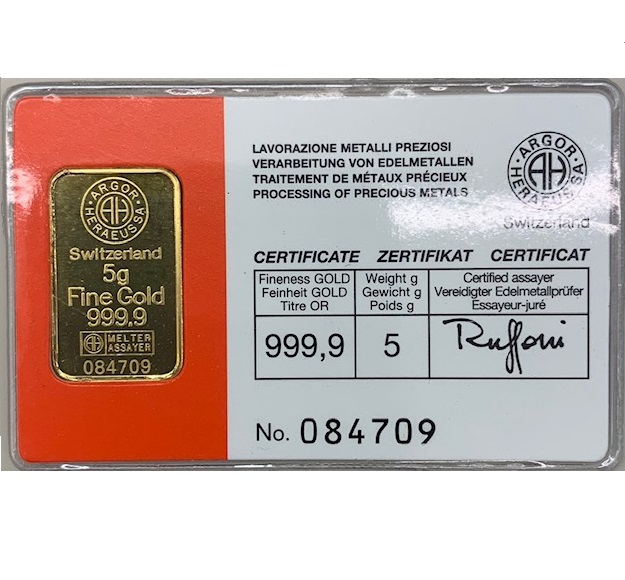 ARGOR
HERAEUS SA
AH
Switzerland
5g
Fine Gold
999,9
AH MELTER
ASSAYER
084709
LAVORAZIONE METALLI PREZIOSI
VERARBEITUNG VON EDELMETALLEN
TRAITEMENT DE MÉTAUX PRÉCIEUX
PROCESSING OF PRECIOUS METALS
ARGOR
HERAEUS SA
AH
Switzerland
CERTIFICATE ZERTIFIKAT CERTIFICAT
Fineness GOLD
Feinheit GOLD
Titre OR
Weight g
Gewicht g
Poids g
Certified assayer
Vereidigter Edelmetallprüfer
Essayeur-juré
999,9
5
Ruffoni
No. 084709